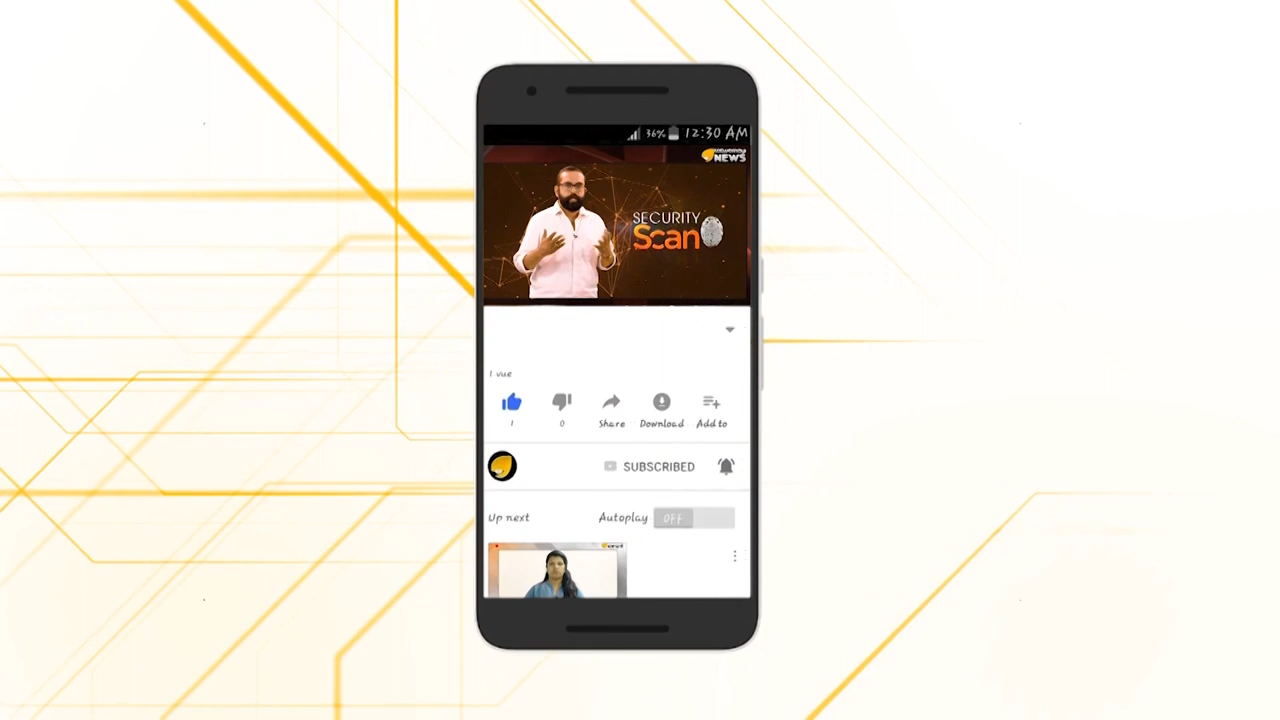 36% 12:30 AM
NEWS
SECURITY
Scan
1 vue
1 0 Share Download Add to
SUBSCRIBED
Up next Autoplay OFF